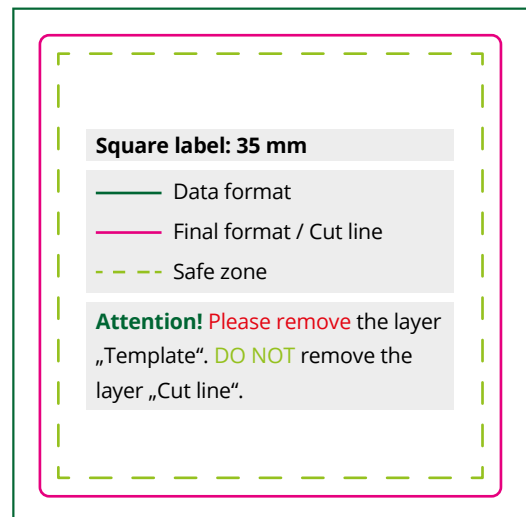 Square label: 35 mm
Data format
Final format / Cut line
Safe zone
Attention! Please remove the layer
„Template“. DO NOT remove the
layer „Cut line“.